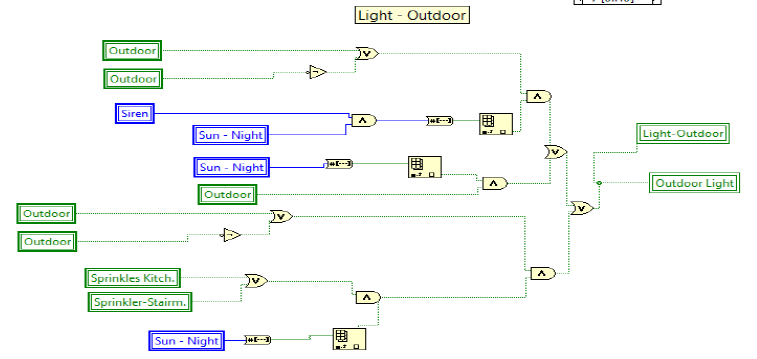 Light - Outdoor
Outdoor
Outdoor
Siren
Sun - Night
Sun - Night
Outdoor
Light-Outdoor
Outdoor Light
Outdoor
Outdoor
Sprinkles Kitch.
Sprinkler-Stairm.
Sun - Night